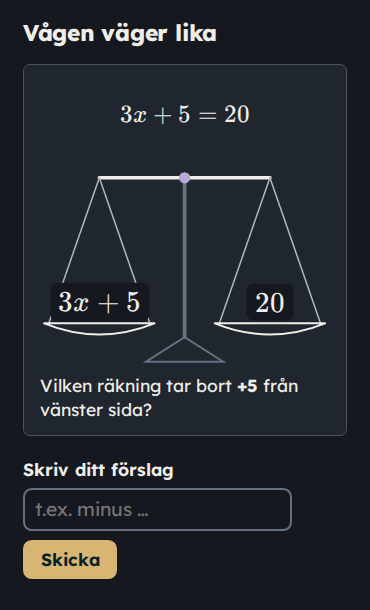 Vågen väger lika
3x + 5 = 20
3x + 5
20
Vilken räkning tar bort +5 från
vänster sida?
Skriv ditt förslag
t.ex. minus ...
Skicka